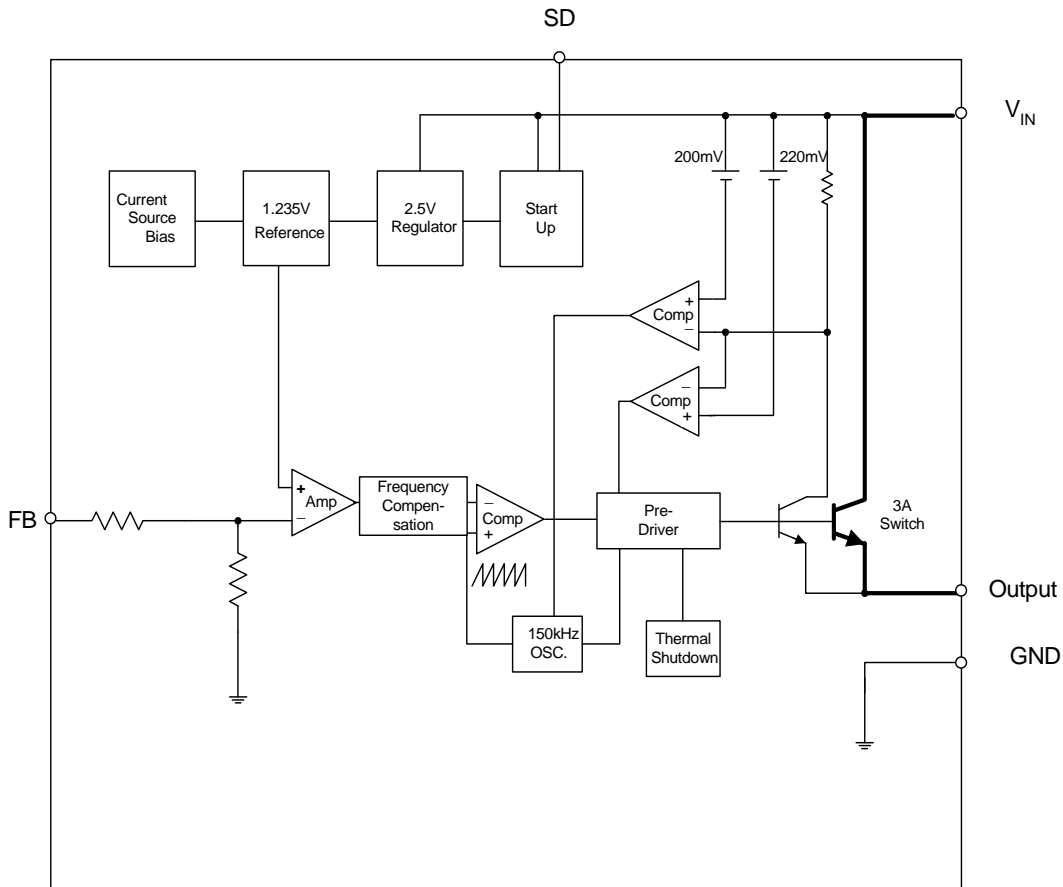 SD
V_IN
200mV
220mV
Current
Source
Bias
1.235V
Reference
2.5V
Regulator
Start
Up
+
Comp
−
−
Comp
+
FB
+
Amp
−
Frequency
Compen-
sation
−
Comp
+
Pre-
Driver
3A
Switch
Output
150kHz
OSC.
Thermal
Shutdown
GND